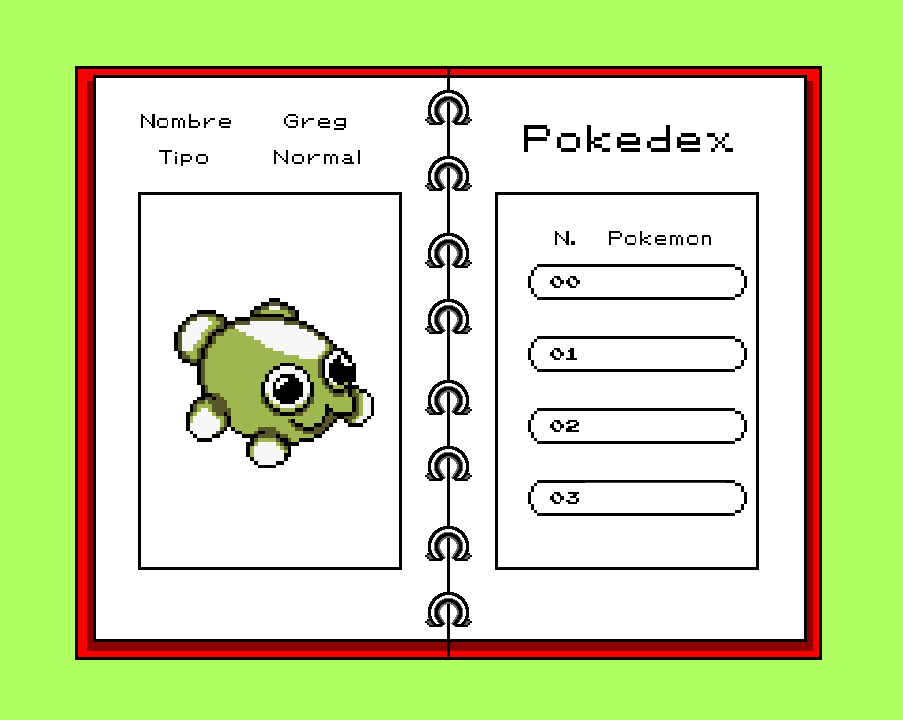 Nombre Greg
Tipo Normal
Pokedex
N. Pokemon
00
01
02
03